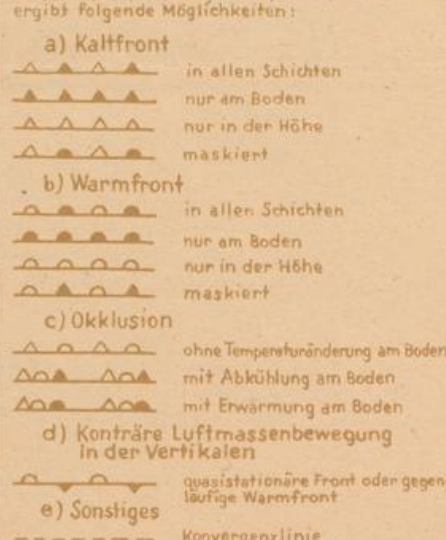 ergibt folgende Möglichkeiten:
a) Kaltfront
in allen Schichten
nur am Boden
nur in der Höhe
maskiert
b) Warmfront
in allen Schichten
nur am Boden
nur in der Höhe
maskiert
c) Okklusion
ohne Temperaturänderung am Boden
mit Abkühlung am Boden
mit Erwärmung am Boden
d) Konträre Luftmassenbewegung
in der Vertikalen
quasistationäre Front oder gegen
läufige Warmfront
e) Sonstiges
Konvergenzlinie